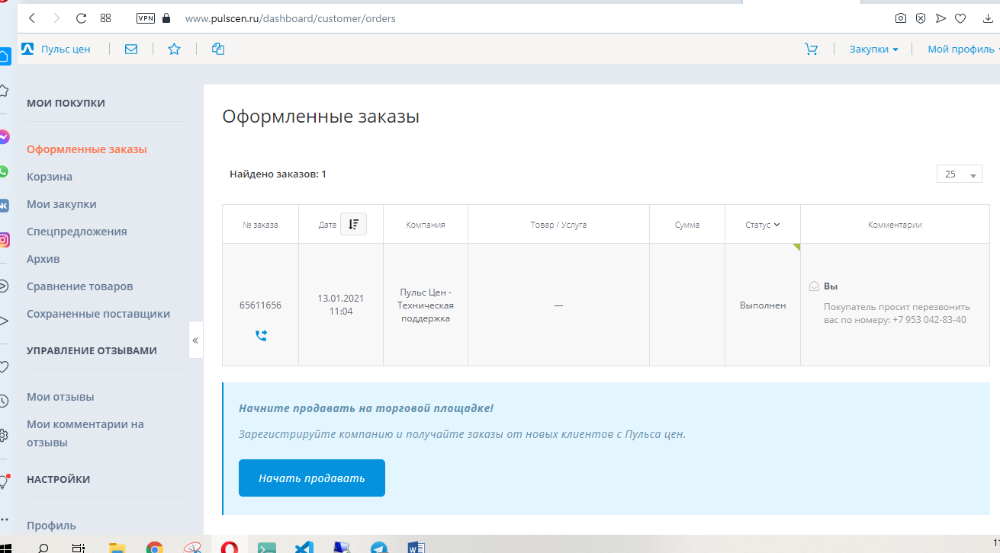 VPN
www.pulscen.ru/dashboard/customer/orders
Пульс цен
Закупки
Мой профиль
МОИ ПОКУПКИ
Оформленные заказы
Корзина
Мои закупки
Спецпредложения
Архив
Сравнение товаров
Сохраненные поставщики
УПРАВЛЕНИЕ ОТЗЫВАМИ
Мои отзывы
Мои комментарии на
отзывы
НАСТРОЙКИ
Профиль
Оформленные заказы
Найдено заказов: 1
25
№ заказа
Дата
Компания
Товар / Услуга
Сумма
Статус
Комментарии
65611656
13.01.2021
11:04
Пульс Цен -
Техническая
поддержка
—
Выполнен
Вы
Покупатель просит перезвонить
вас по номеру: +7 953 042-83-40
«
Начните продавать на торговой площадке!
Зарегистрируйте компанию и получайте заказы от новых клиентов с Пульса цен.
Начать продавать